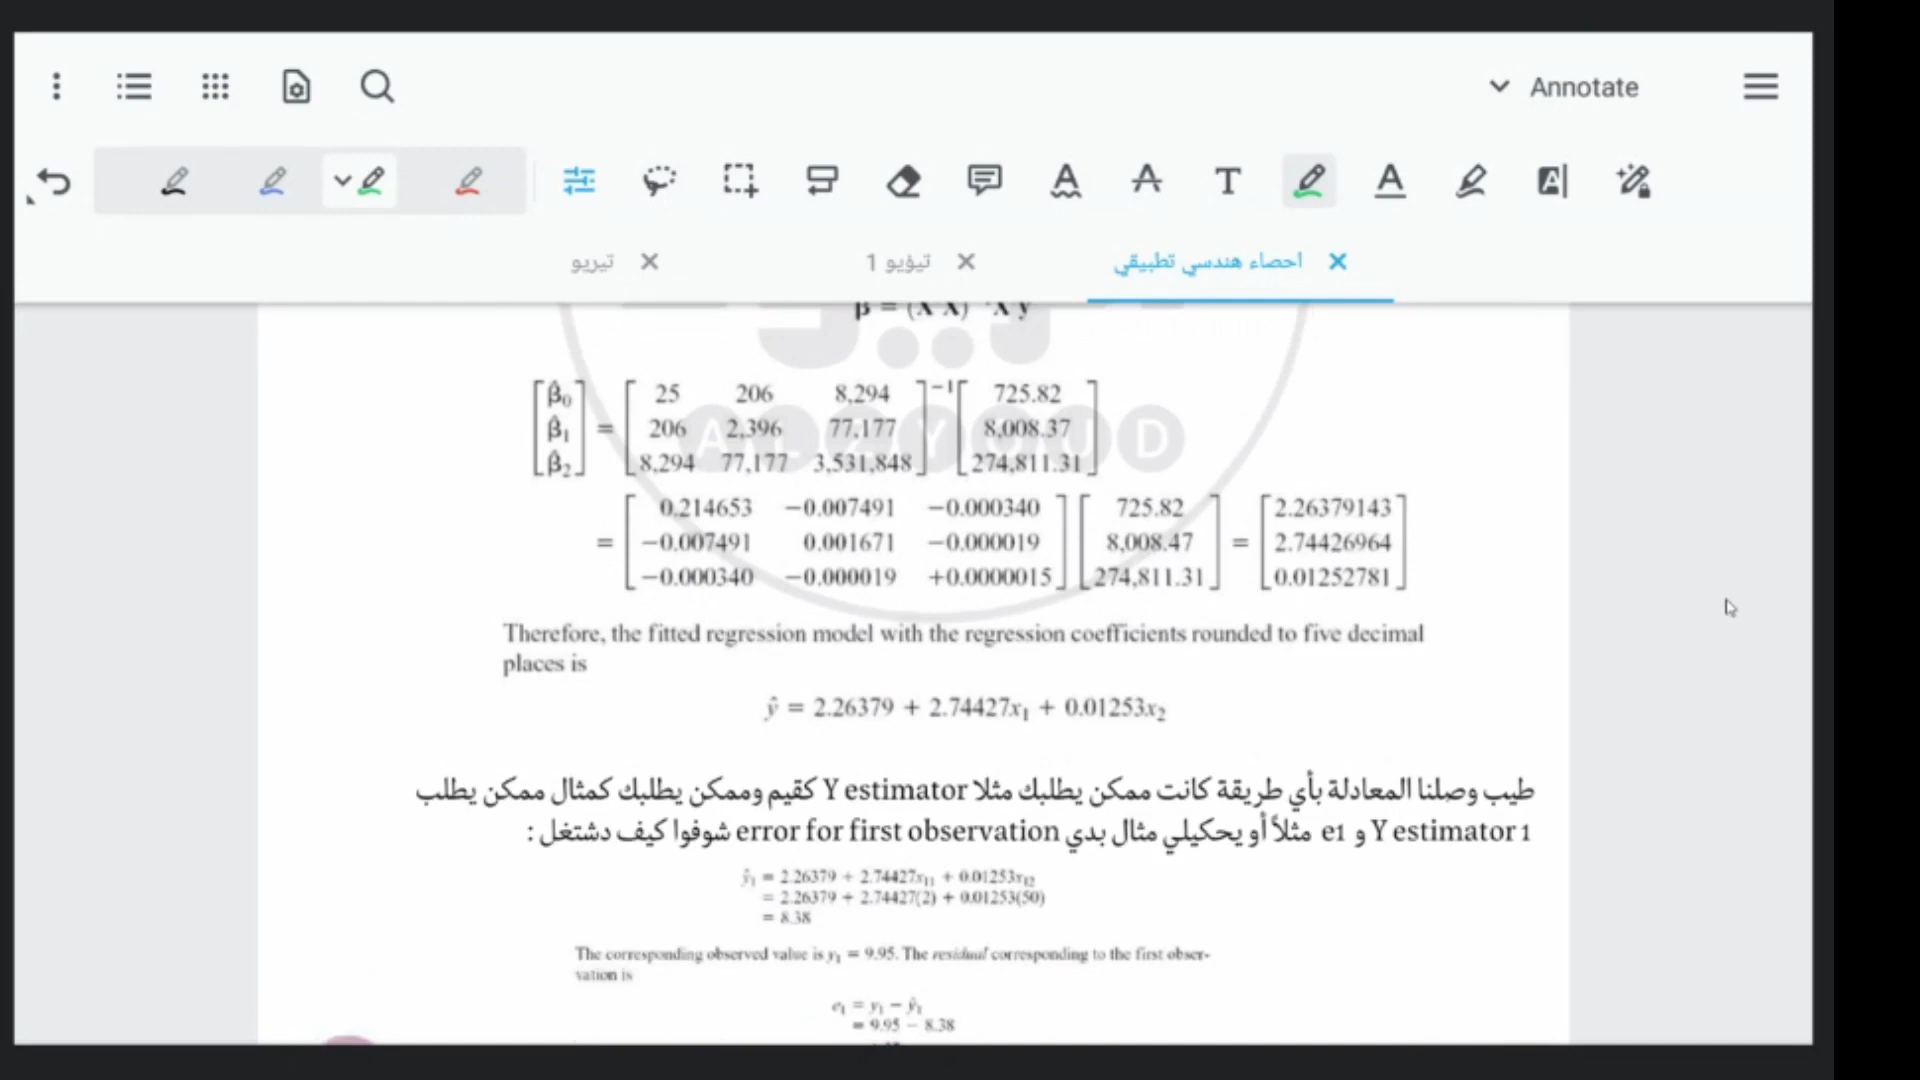 Annotate
تيريو
تيؤيو 1
احصاء هندسي تطبيقي
β̂ = (X′X)⁻¹X′y
[β̂0 β̂1 β̂2] = [25 206 8,294
206 2,396 77,177
8,294 77,177 3,531,848]⁻¹ [725.82 8,008.37 274,811.31]
= [0.214653 −0.007491 −0.000340
−0.007491 0.001671 −0.000019
−0.000340 −0.000019 +0.0000015] [725.82 8,008.47 274,811.31] = [2.26379143 2.74426964 0.01252781]
Therefore, the fitted regression model with the regression coefficients rounded to five decimal
places is
ŷ = 2.26379 + 2.74427x1 + 0.01253x2
طيب وصلنا المعادلة بأي طريقة كانت ممكن يطلبك مثلا Y estimator كقيم وممكن يطلبك كمثال ممكن يطلب
Y estimator 1 و e1 مثلاً أو يحكيلي مثال بدي error for first observation شوفوا كيف دشتغل :
ŷ1 = 2.26379 + 2.74427x11 + 0.01253x12
= 2.26379 + 2.74427(2) + 0.01253(50)
= 8.38
The corresponding observed value is y1 = 9.95. The residual corresponding to the first obser-
vation is
e1 = y1 − ŷ1
= 9.95 − 8.38
ALZYOUD